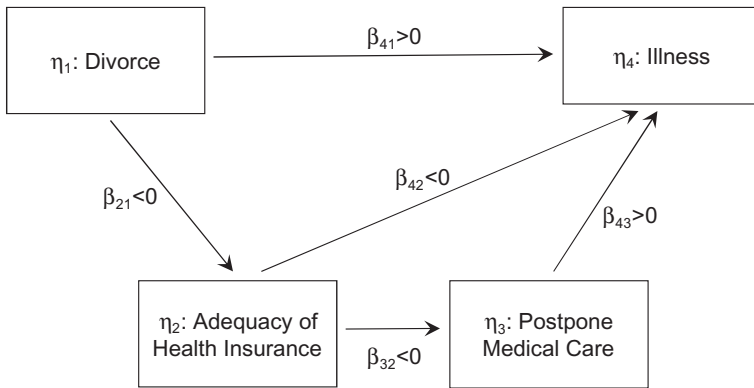 β₄₁>0
η₁: Divorce
η₄: Illness
β₂₁<0
β₄₂<0
β₄₃>0
η₂: Adequacy of
Health Insurance
β₃₂<0
η₃: Postpone
Medical Care